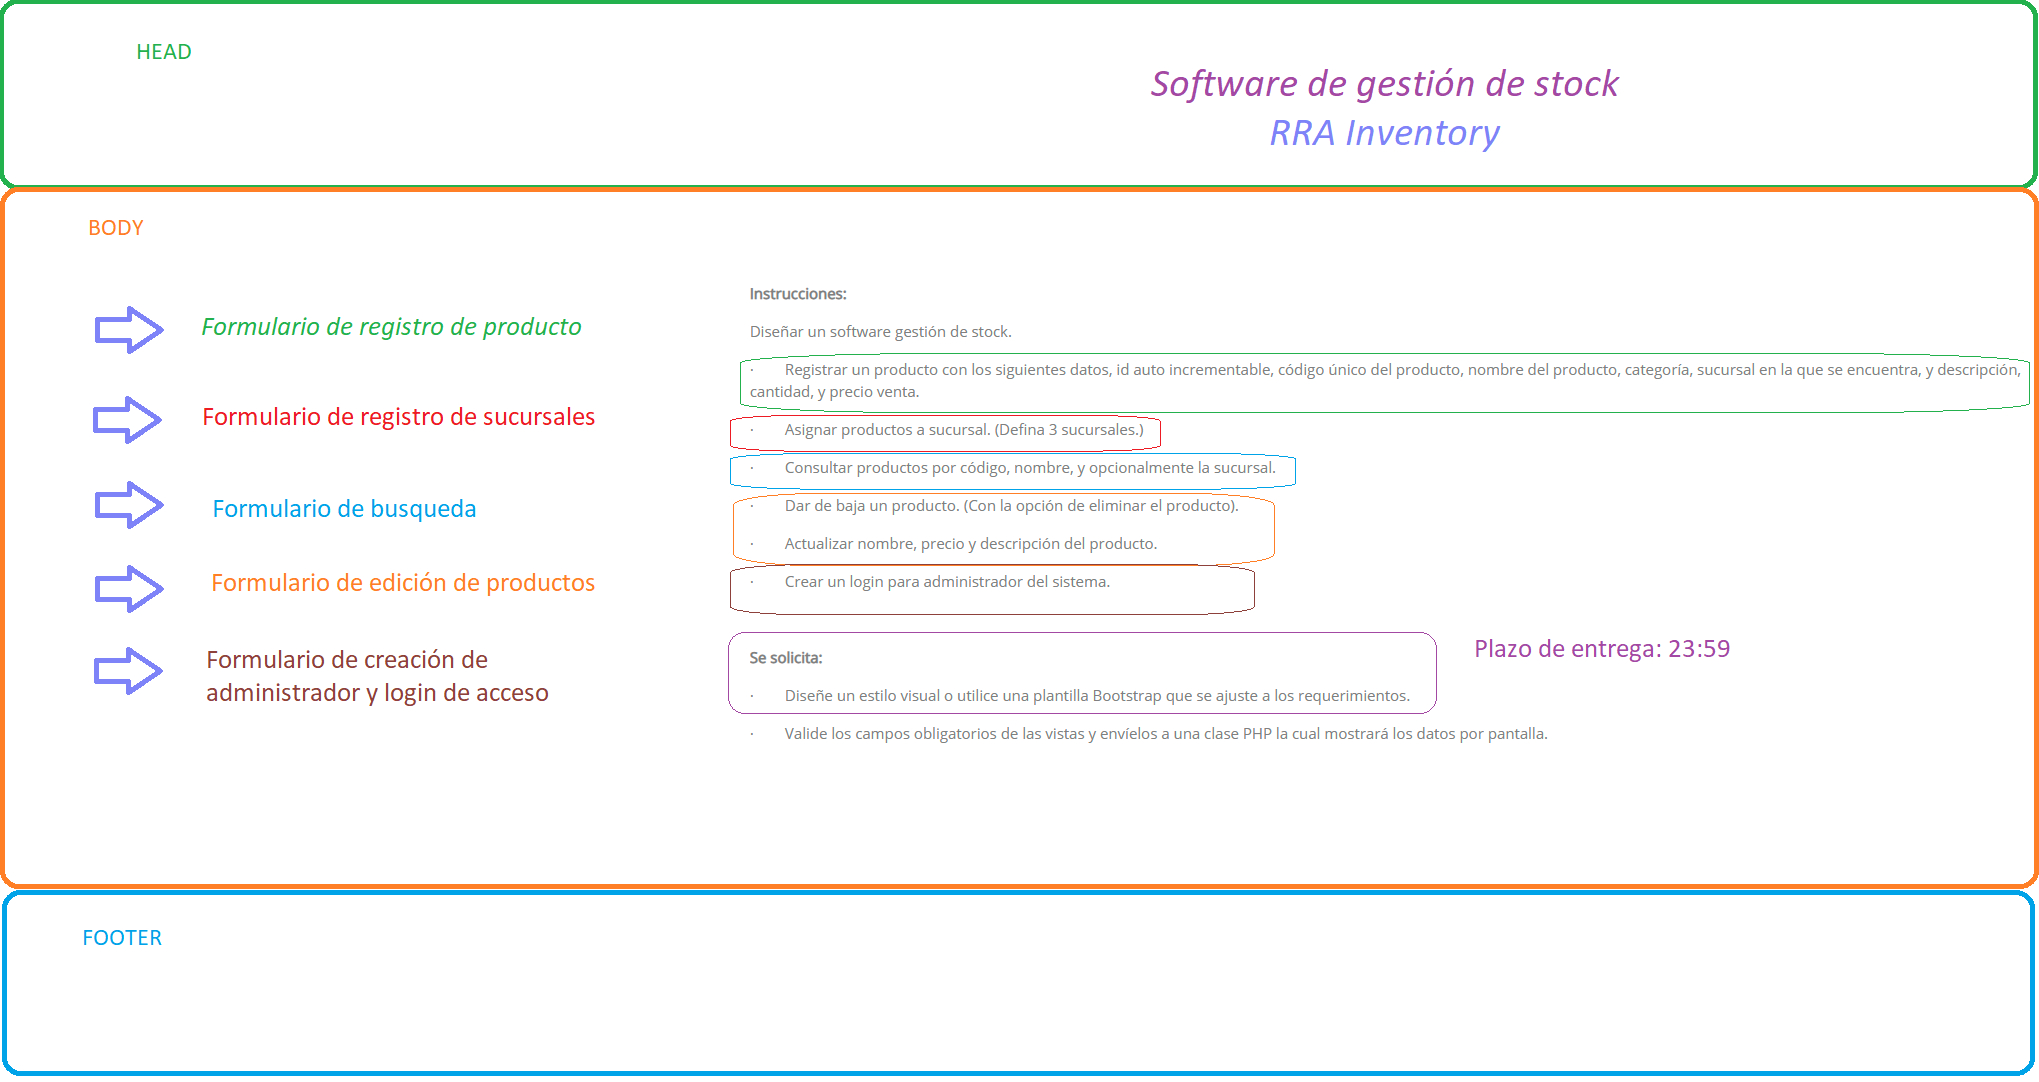 HEAD
Software de gestión de stock
RRA Inventory
BODY
Formulario de registro de producto
Formulario de registro de sucursales
Formulario de busqueda
Formulario de edición de productos
Formulario de creación de
administrador y login de acceso
Instrucciones:
Diseñar un software gestión de stock.
· Registrar un producto con los siguientes datos, id auto incrementable, código único del producto, nombre del producto, categoría, sucursal en la que se encuentra, y descripción,
cantidad, y precio venta.
· Asignar productos a sucursal. (Defina 3 sucursales.)
· Consultar productos por código, nombre, y opcionalmente la sucursal.
· Dar de baja un producto. (Con la opción de eliminar el producto).
· Actualizar nombre, precio y descripción del producto.
· Crear un login para administrador del sistema.
Se solicita:
· Diseñe un estilo visual o utilice una plantilla Bootstrap que se ajuste a los requerimientos.
· Valide los campos obligatorios de las vistas y envíelos a una clase PHP la cual mostrará los datos por pantalla.
Plazo de entrega: 23:59
FOOTER